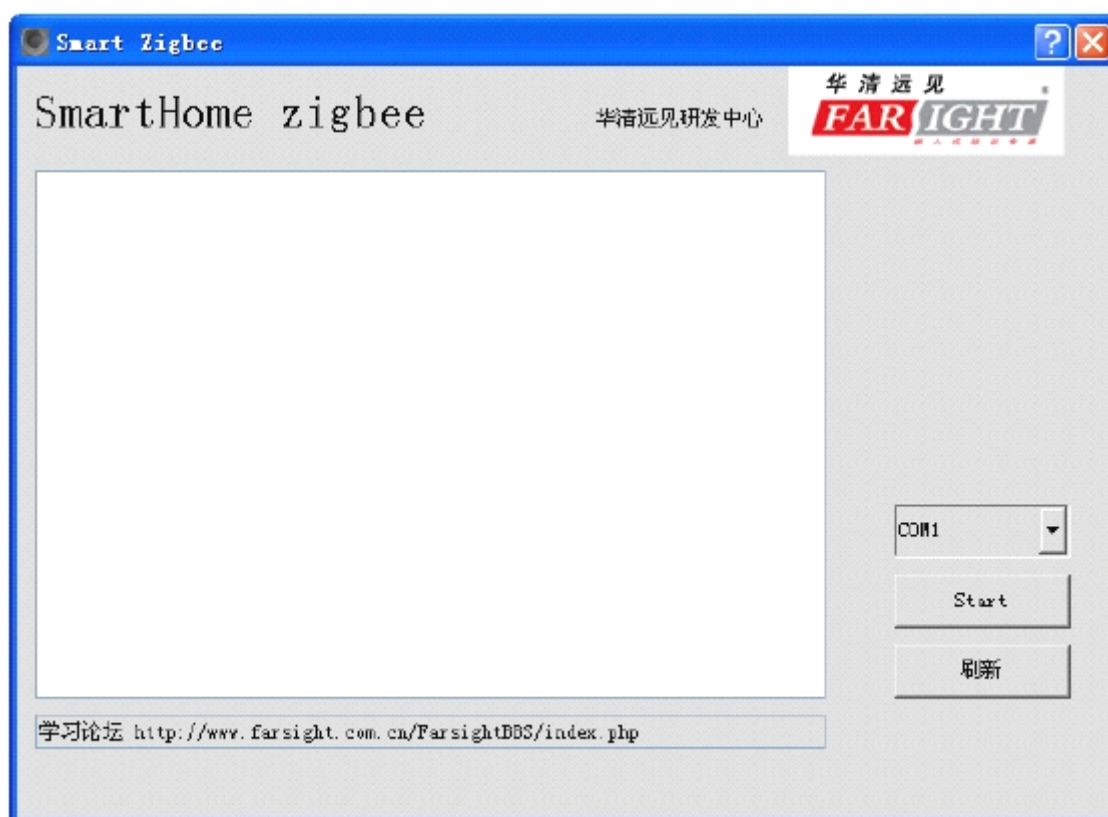 Smart Zigbee
SmartHome zigbee
华清远见研发中心
华清远见
FARSIGHT
COM1
Start
刷新
学习论坛 http://www.farsight.com.cn/FarsightBBS/index.php